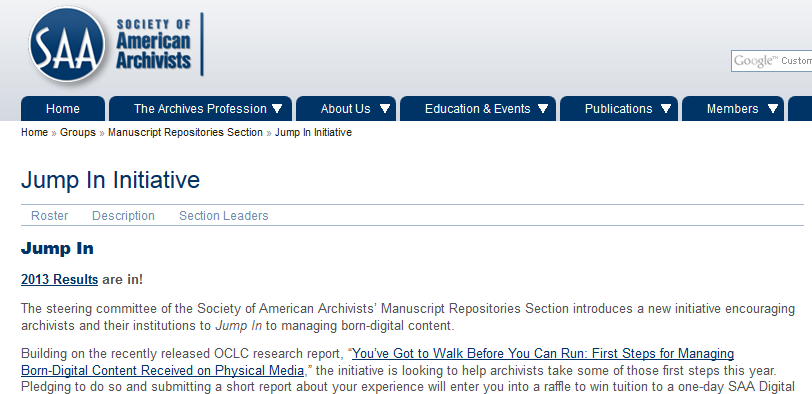 SAA
SOCIETY OF
American
Archivists
Google™ Custom
Home
The Archives Profession
About Us
Education & Events
Publications
Members
Home » Groups » Manuscript Repositories Section » Jump In Initiative
Jump In Initiative
Roster Description Section Leaders
Jump In
2013 Results are in!
The steering committee of the Society of American Archivists’ Manuscript Repositories Section introduces a new initiative encouraging
archivists and their institutions to Jump In to managing born-digital content.
Building on the recently released OCLC research report, “You’ve Got to Walk Before You Can Run: First Steps for Managing
Born-Digital Content Received on Physical Media,” the initiative is looking to help archivists take some of those first steps this year.
Pledging to do so and submitting a short report about your experience will enter you into a raffle to win tuition to a one-day SAA Digital